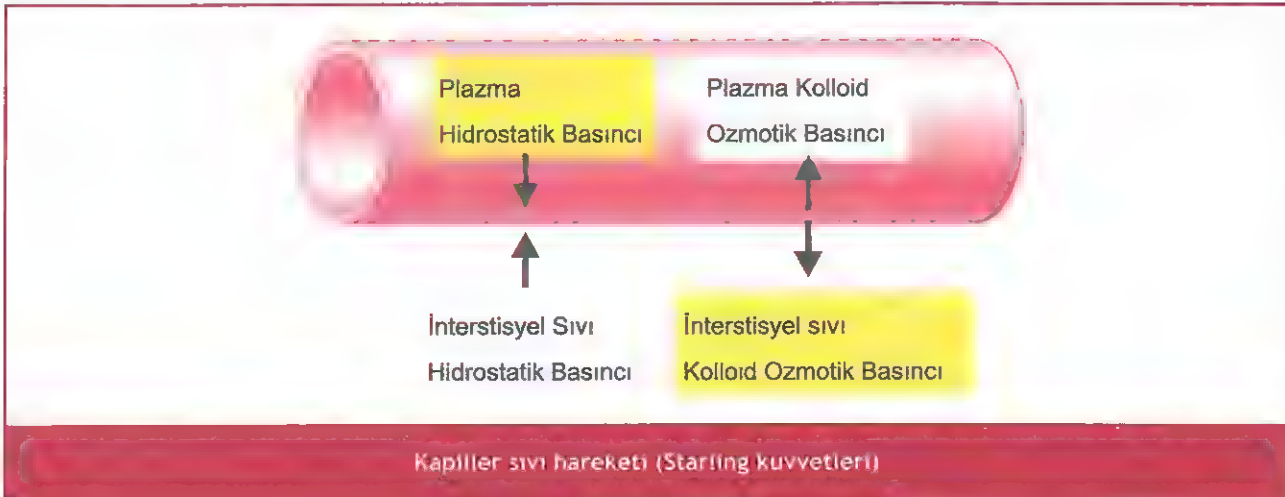 Plazma
Hidrostatik Basıncı
Plazma Kolloid
Ozmotik Basıncı
İnterstisyel Sıvı
Hidrostatik Basıncı
İnterstisyel sıvı
Kolloid Ozmotik Basıncı
Kapiller sıvı hareketi (Starling kuvvetleri)